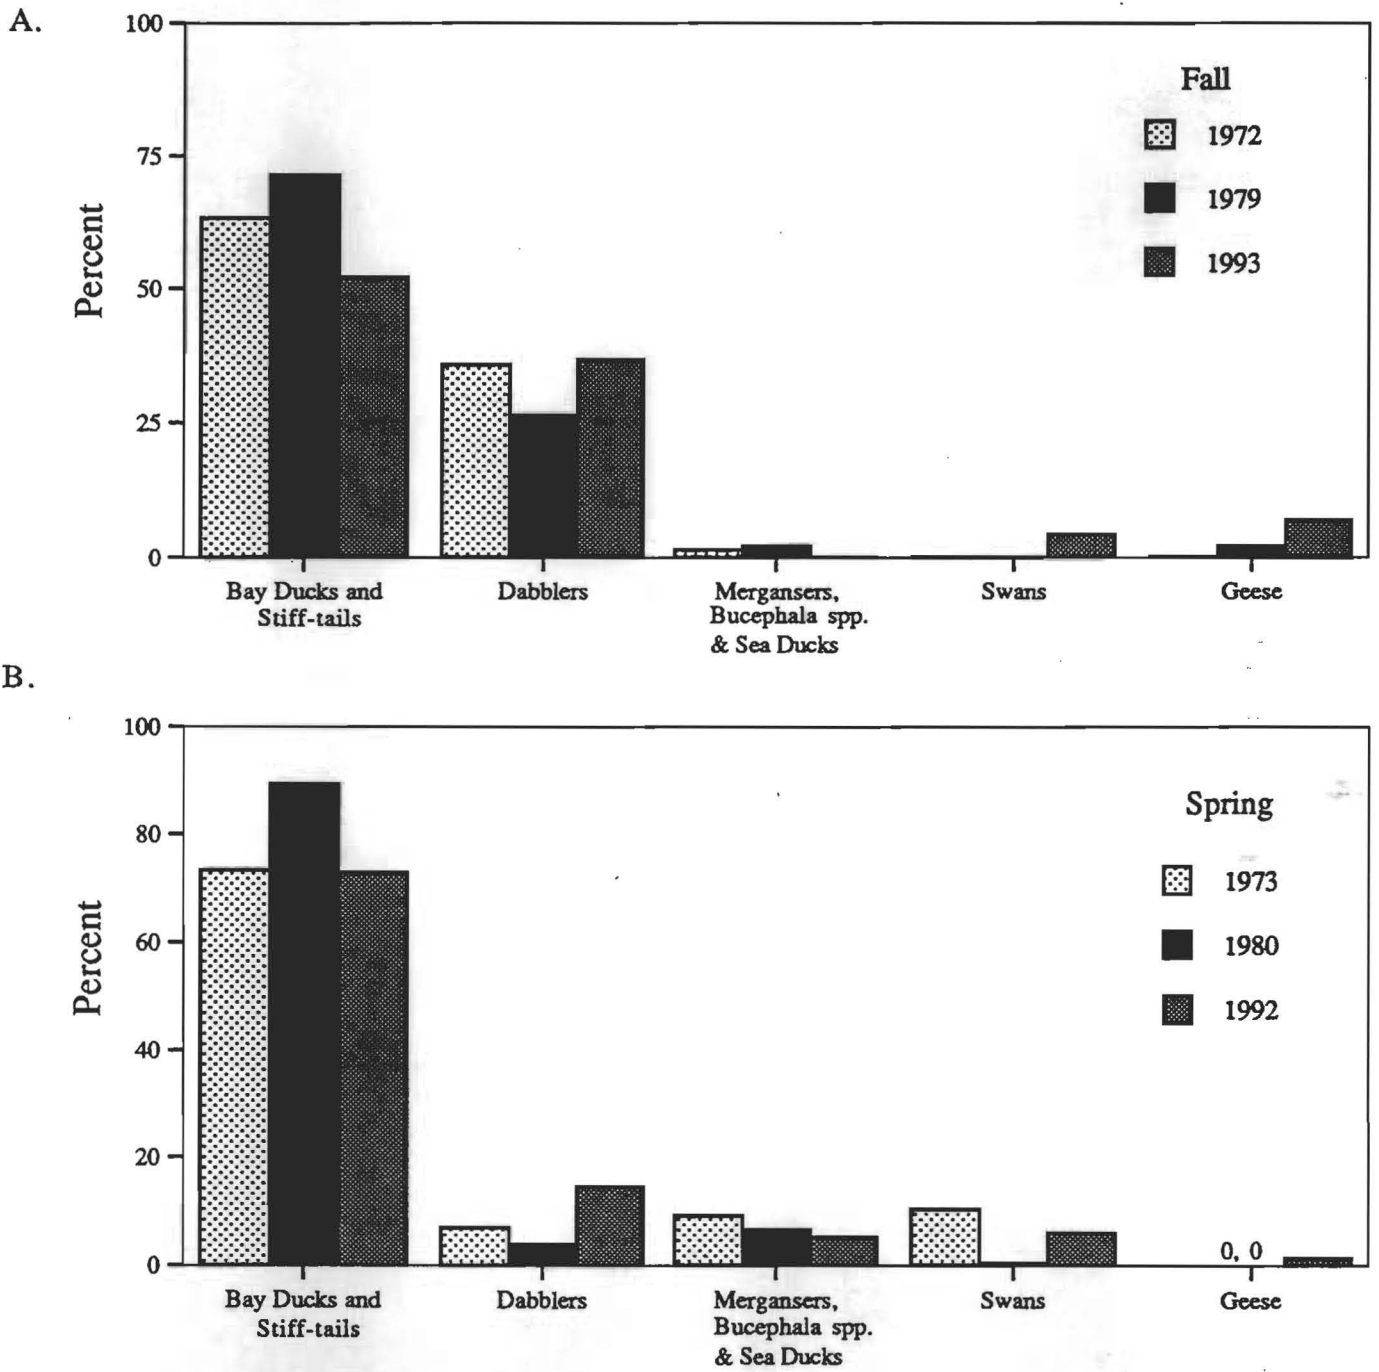 A.
100
75
50
25
0
Percent
Fall
1972
1979
1993
Bay Ducks and
Stiff-tails
Dabblers
Mergansers,
Bucephala spp.
& Sea Ducks
Swans
Geese
B.
100
80
60
40
20
0
Percent
Spring
1973
1980
1992
0, 0
Bay Ducks and
Stiff-tails
Dabblers
Mergansers,
Bucephala spp.
& Sea Ducks
Swans
Geese